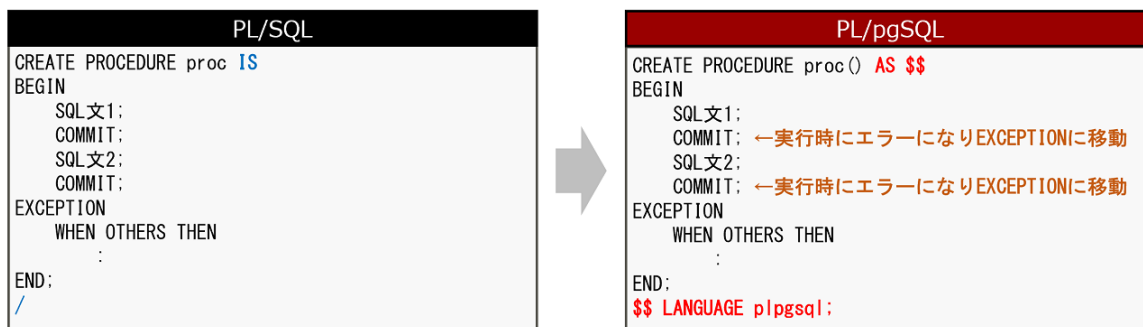 PL/SQL
CREATE PROCEDURE proc IS
BEGIN
SQL文1;
COMMIT;
SQL文2;
COMMIT;
EXCEPTION
WHEN OTHERS THEN
:
END;
/
PL/pgSQL
CREATE PROCEDURE proc() AS $$
BEGIN
SQL文1;
COMMIT; ←実行時にエラーになりEXCEPTIONに移動
SQL文2;
COMMIT; ←実行時にエラーになりEXCEPTIONに移動
EXCEPTION
WHEN OTHERS THEN
:
END;
$$ LANGUAGE plpgsql;